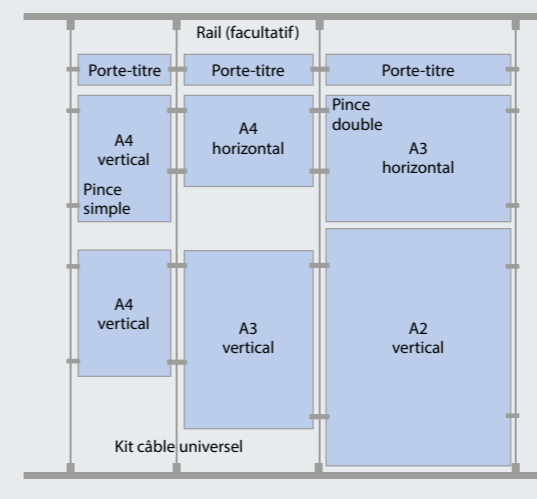 Rail (facultatif)
Porte-titre
Porte-titre
Porte-titre
A4
vertical
Pince
simple
A4
horizontal
Pince
double
A3
horizontal
A4
vertical
A3
vertical
A2
vertical
Kit câble universel